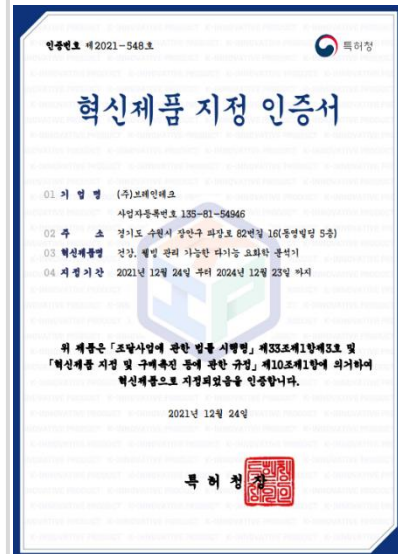 인증번호 제2021-548호
특허청
혁신제품 지정 인증서
01 기 업 명 (주)브레인테크
사업자등록번호 135-81-54946
02 주 소 경기도 수원시 장안구 파장로 82번길 16(동영빌딩 5층)
03 혁신제품명 건강, 웰빙 관리 가능한 다기능 요화학 분석기
04 지정기간 2021년 12월 24일 부터 2024년 12월 23일 까지
위 제품은 「조달사업에 관한 법률 시행령」 제33조제1항제3호 및
「혁신제품 지정 및 구매촉진 등에 관한 규정」 제10조제1항에 의거하여
혁신제품으로 지정되었음을 인증합니다.
2021년 12월 24일
특 허 청 장